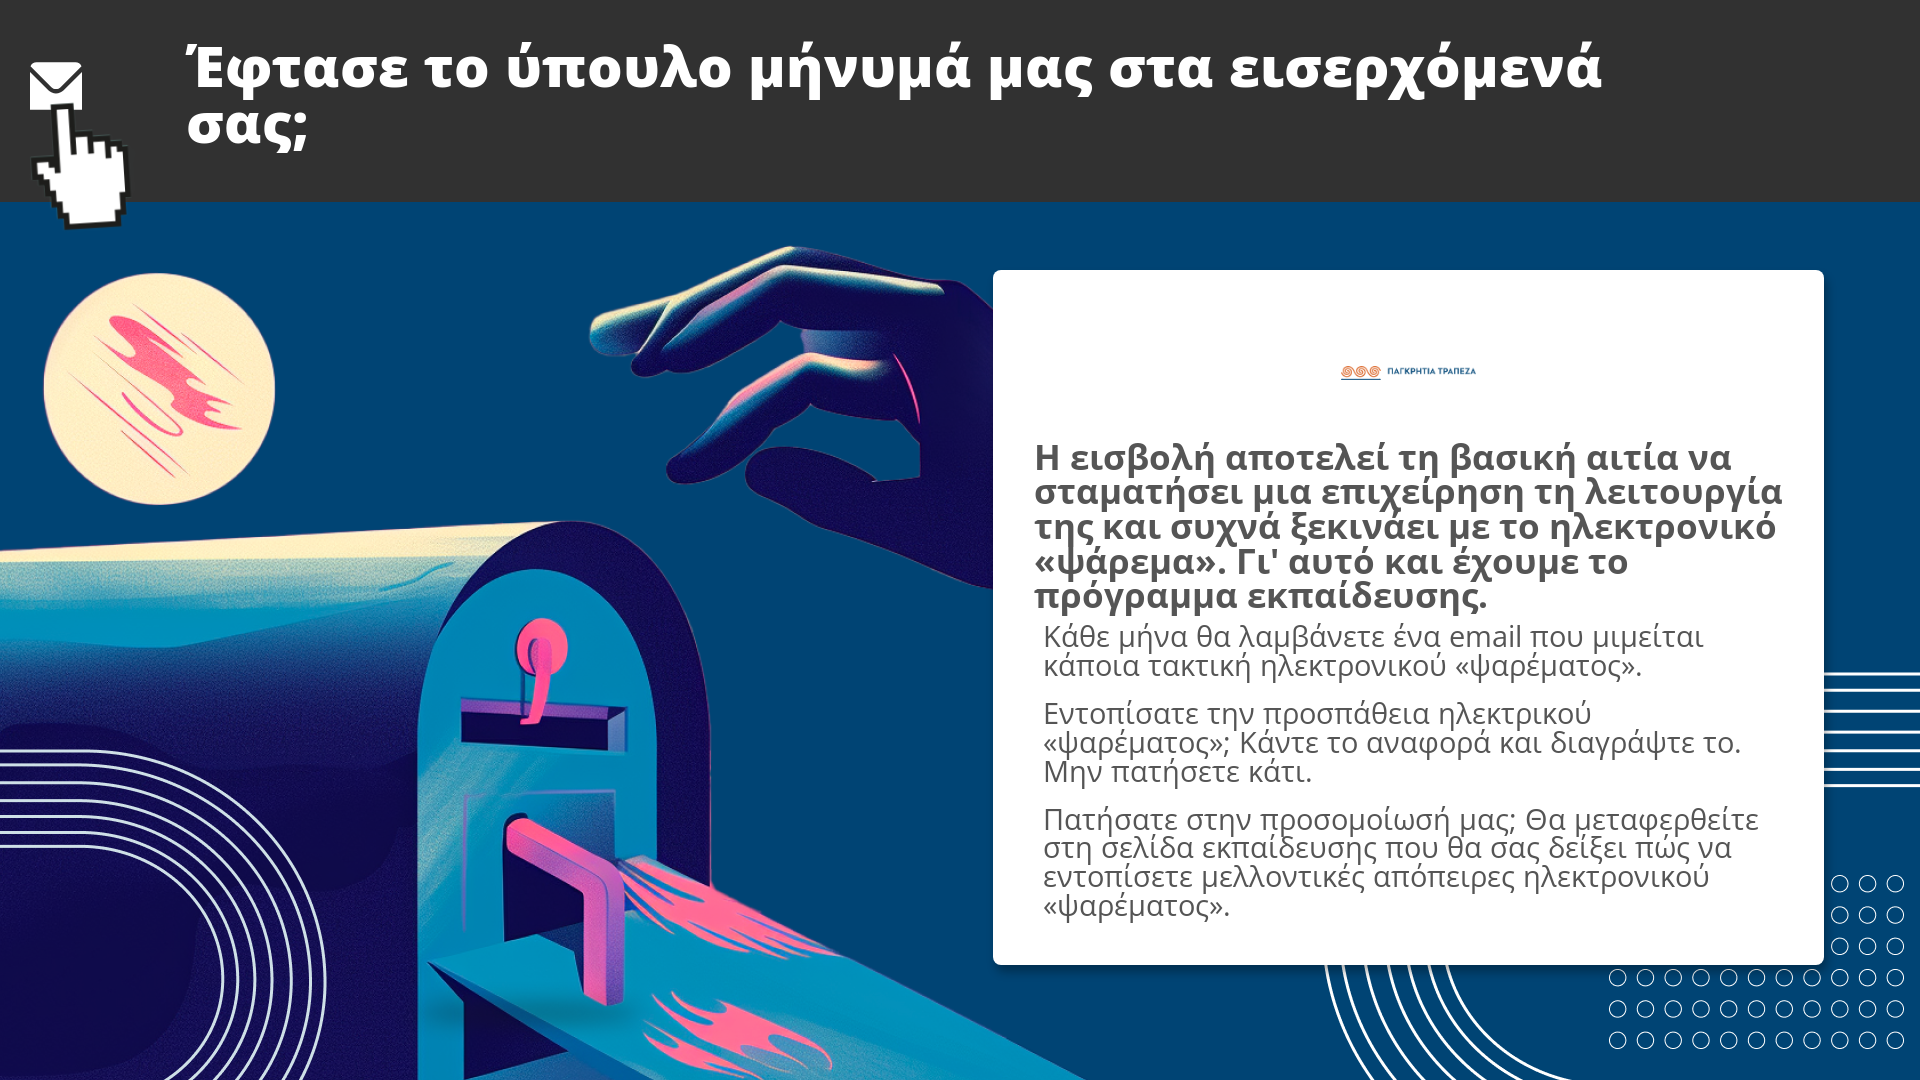 Έφτασε το ύπουλο μήνυμά μας στα εισερχόμενά
σας;
ΠΑΓΚΡΗΤΙΑ ΤΡΑΠΕΖΑ
Η εισβολή αποτελεί τη βασική αιτία να
σταματήσει μια επιχείρηση τη λειτουργία
της και συχνά ξεκινάει με το ηλεκτρονικό
«ψάρεμα». Γι' αυτό και έχουμε το
πρόγραμμα εκπαίδευσης.
Κάθε μήνα θα λαμβάνετε ένα email που μιμείται
κάποια τακτική ηλεκτρονικού «ψαρέματος».
Εντοπίσατε την προσπάθεια ηλεκτρικού
«ψαρέματος»; Κάντε το αναφορά και διαγράψτε το.
Μην πατήσετε κάτι.
Πατήσατε στην προσομοίωσή μας; Θα μεταφερθείτε
στη σελίδα εκπαίδευσης που θα σας δείξει πώς να
εντοπίσετε μελλοντικές απόπειρες ηλεκτρονικού
«ψαρέματος».